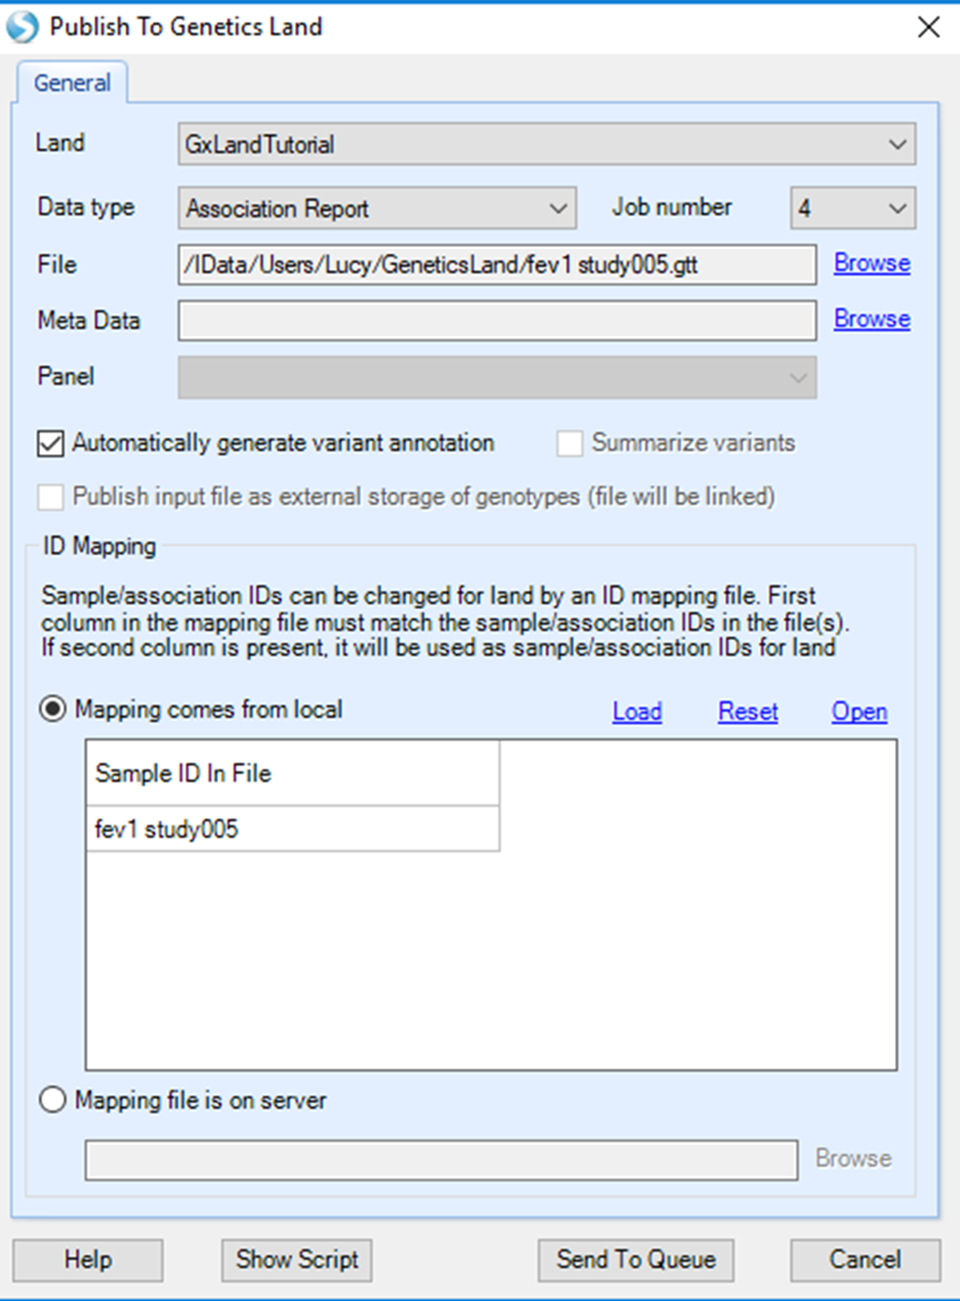 Publish To Genetics Land
General
Land GxLandTutorial
Data type Association Report Job number 4
File /IData/Users/Lucy/GeneticsLand/fev1 study005.gtt Browse
Meta Data Browse
Panel
Automatically generate variant annotation Summarize variants
Publish input file as external storage of genotypes (file will be linked)
ID Mapping
Sample/association IDs can be changed for land by an ID mapping file. First
column in the mapping file must match the sample/association IDs in the file(s).
If second column is present, it will be used as sample/association IDs for land
Mapping comes from local Load Reset Open
Sample ID In File
fev1 study005
Mapping file is on server
Browse
Help Show Script Send To Queue Cancel